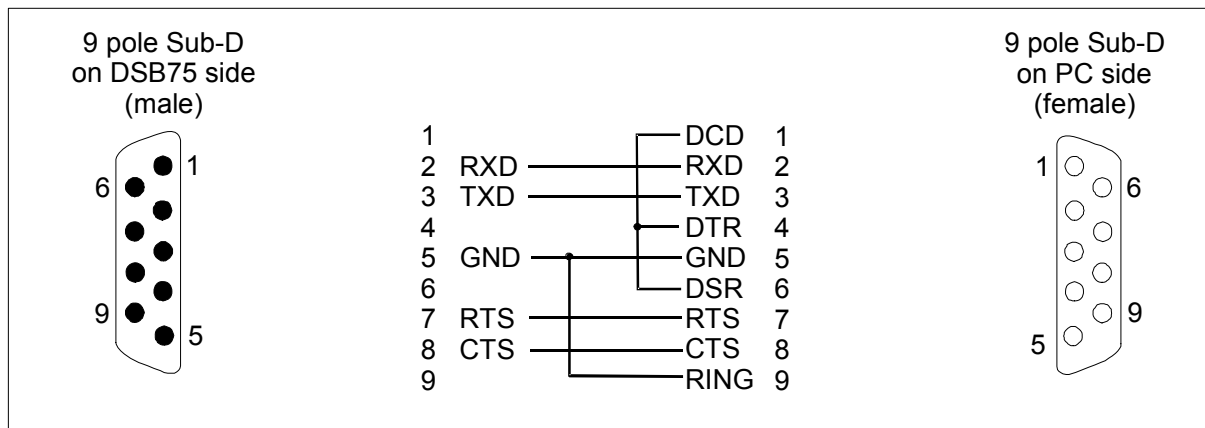 9 pole Sub-D
on DSB75 side
(male)
1
6
9
5
1 DCD 1
2 RXD RXD 2
3 TXD TXD 3
4 DTR 4
5 GND GND 5
6 DSR 6
7 RTS RTS 7
8 CTS CTS 8
9 RING 9
9 pole Sub-D
on PC side
(female)
1
6
9
5